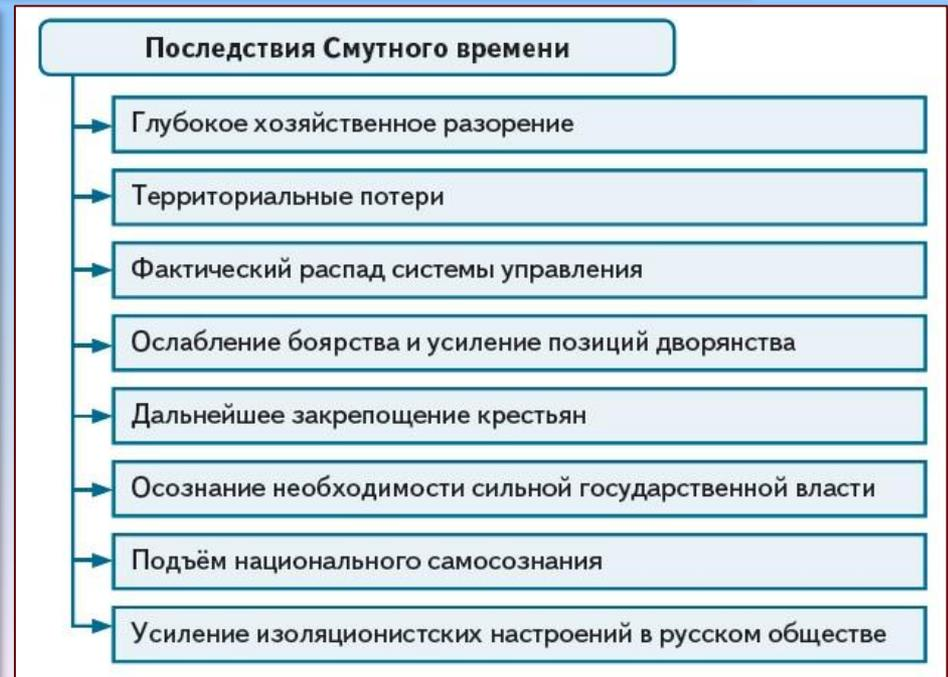 Последствия Смутного времени
Глубокое хозяйственное разорение
Территориальные потери
Фактический распад системы управления
Ослабление боярства и усиление позиций дворянства
Дальнейшее закрепощение крестьян
Осознание необходимости сильной государственной власти
Подъём национального самосознания
Усиление изоляционистских настроений в русском обществе